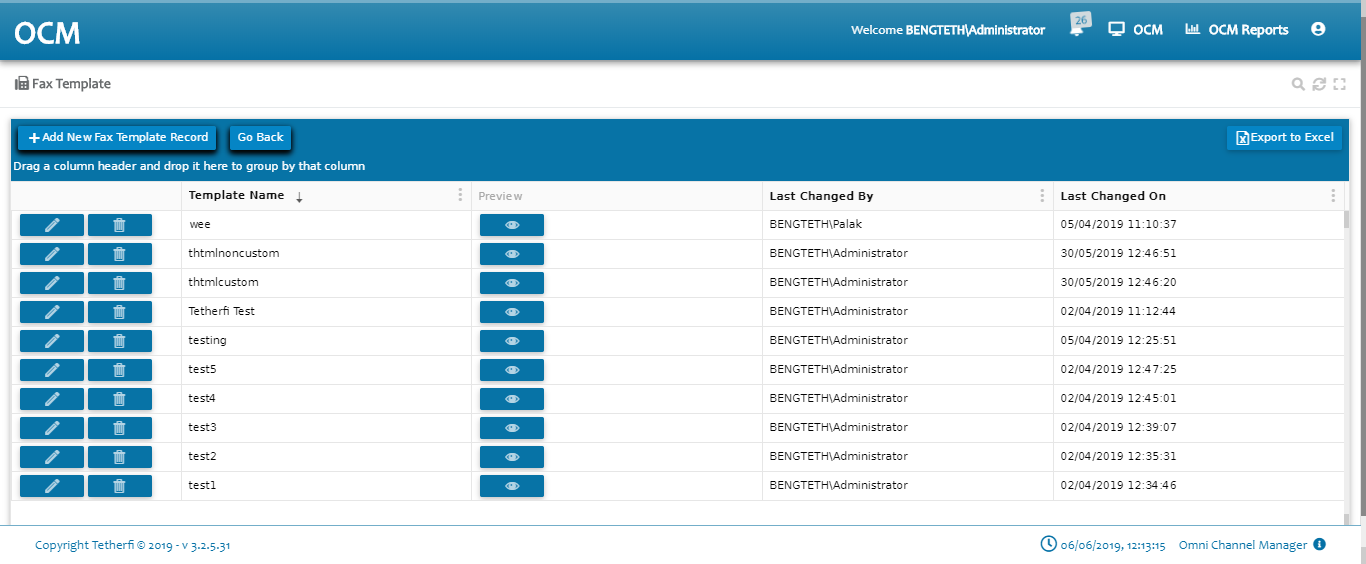 OCM
Welcome BENGTETH\Administrator 26 OCM OCM Reports
Fax Template
Add New Fax Template Record Go Back Export to Excel
Drag a column header and drop it here to group by that column
Template Name Preview Last Changed By Last Changed On
wee BENGTETH\Palak 05/04/2019 11:10:37
thtmlnoncustom BENGTETH\Administrator 30/05/2019 12:46:51
thtmlcustom BENGTETH\Administrator 30/05/2019 12:46:20
Tetherfi Test BENGTETH\Administrator 02/04/2019 11:12:44
testing BENGTETH\Administrator 05/04/2019 12:25:51
test5 BENGTETH\Administrator 02/04/2019 12:47:25
test4 BENGTETH\Administrator 02/04/2019 12:45:01
test3 BENGTETH\Administrator 02/04/2019 12:39:07
test2 BENGTETH\Administrator 02/04/2019 12:35:31
test1 BENGTETH\Administrator 02/04/2019 12:34:46
Copyright Tetherfi © 2019 - v 3.2.5.31 06/06/2019, 12:13:15 Omni Channel Manager